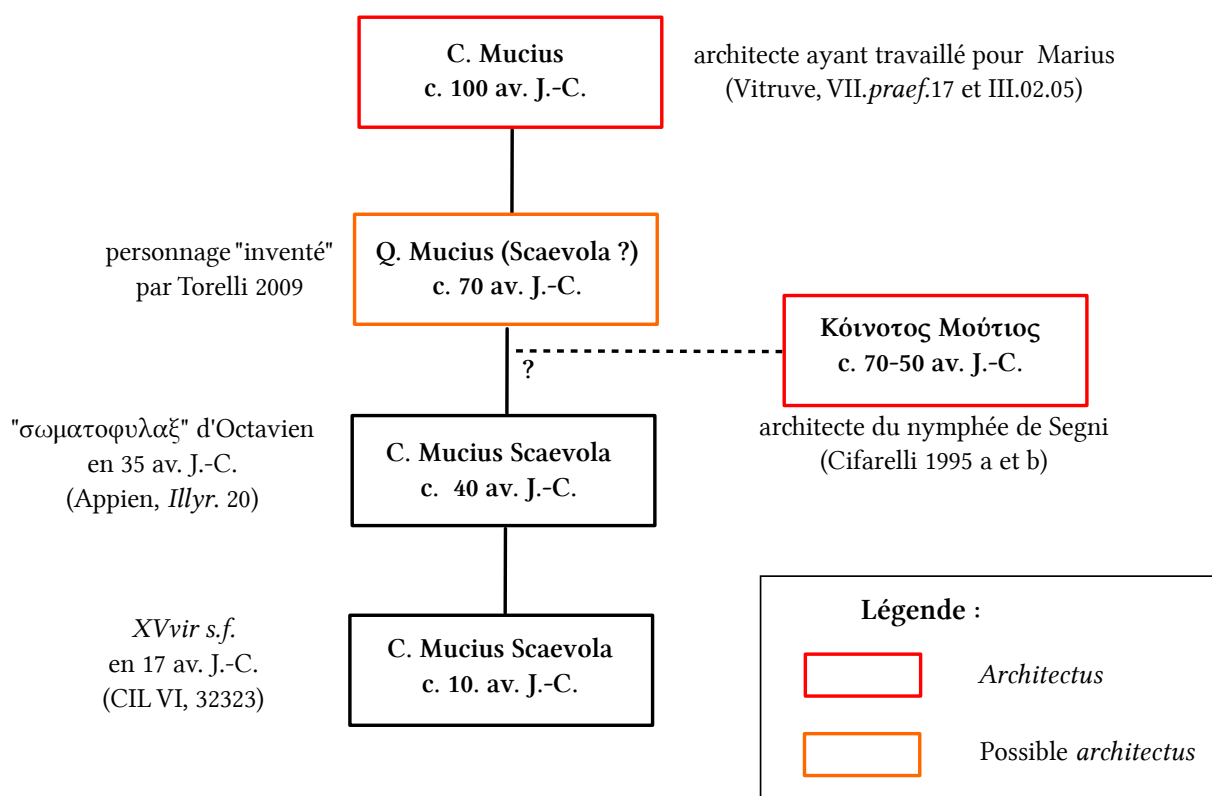 C. Mucius
c. 100 av. J.-C.
architecte ayant travaillé pour Marius
(Vitruve, VII.praef.17 et III.02.05)
personnage "inventé"
par Torelli 2009
Q. Mucius (Scaevola ?)
c. 70 av. J.-C.
Κόινοτος Μούτιος
c. 70-50 av. J.-C.
?
architecte du nymphée de Segni
(Cifarelli 1995 a et b)
"σωματοφυλαξ" d'Octavien
en 35 av. J.-C.
(Appien, Illyr. 20)
C. Mucius Scaevola
c. 40 av. J.-C.
XVvir s.f.
en 17 av. J.-C.
(CIL VI, 32323)
C. Mucius Scaevola
c. 10. av. J.-C.
Légende :
Architectus
Possible architectus